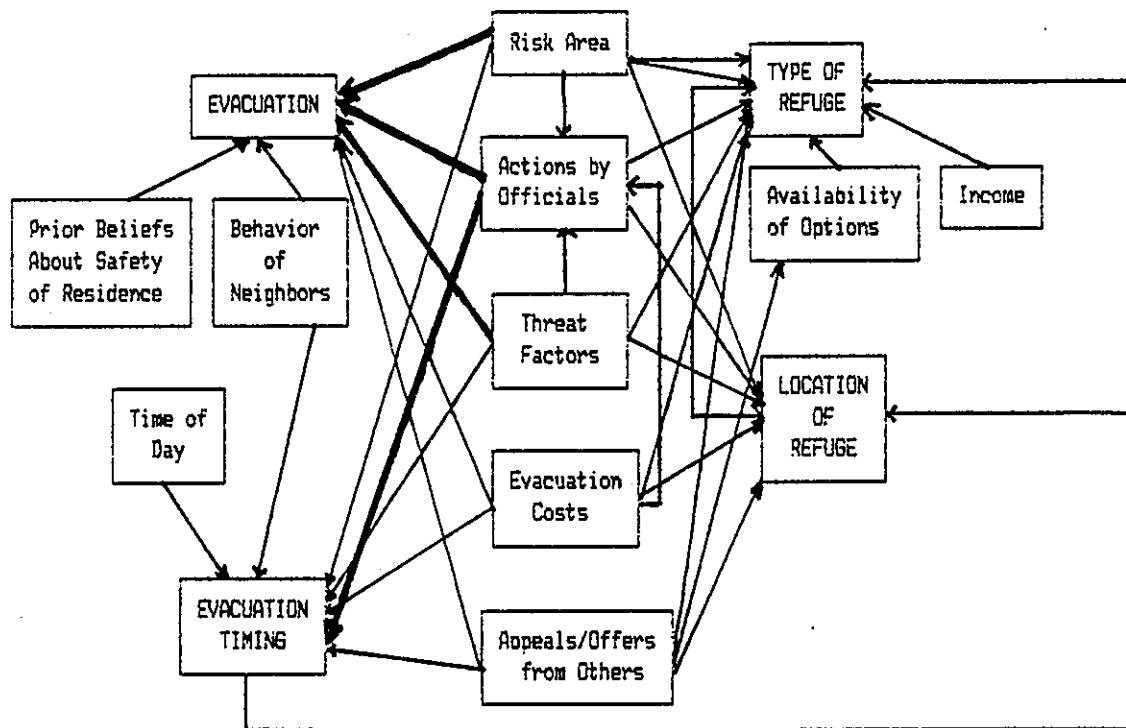 Risk Area
TYPE OF
REFUGE
EVACUATION
Actions by
Officials
Availability
of Options
Income
Prior Beliefs
About Safety
of Residence
Behavior
of
Neighbors
Threat
Factors
LOCATION
OF
REFUGE
Time of
Day
Evacuation
Costs
EVACUATION
TIMING
Appeals/Offers
from Others